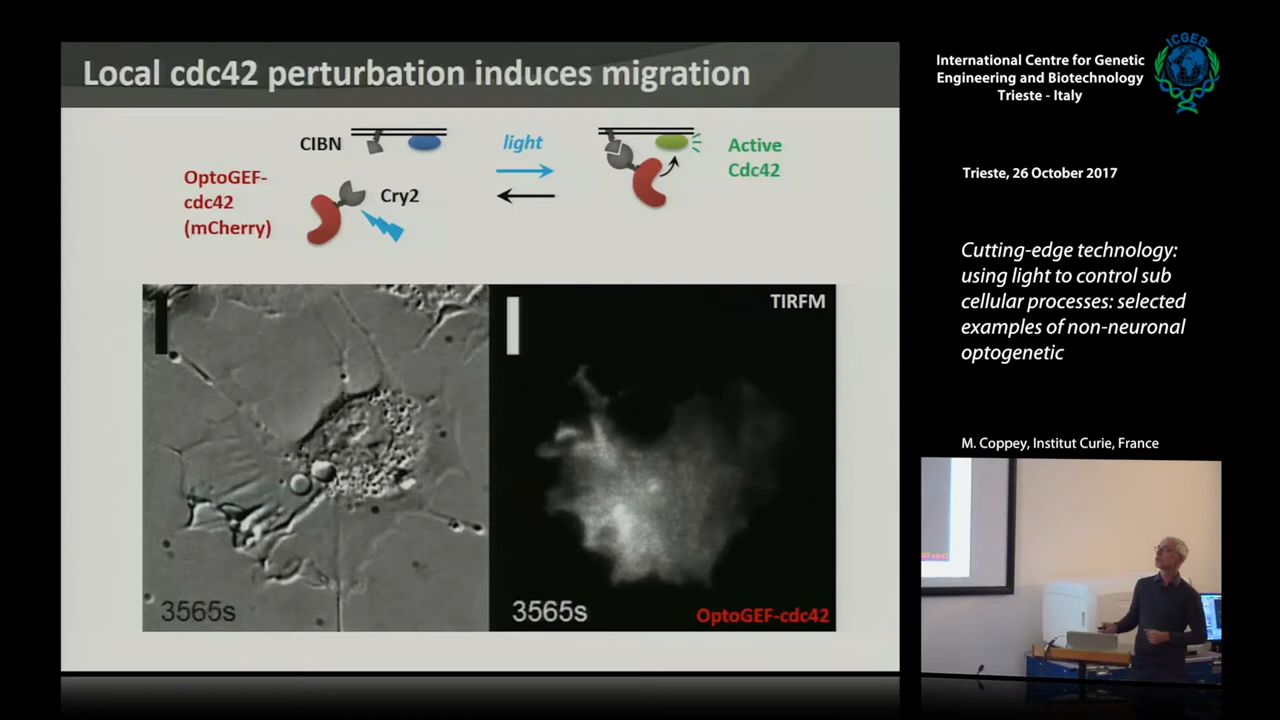 Local cdc42 perturbation induces migration
CIBN
light
Active
Cdc42
OptoGEF-
cdc42
(mCherry)
Cry2
TIRFM
3565s
3565s
OptoGEF-cdc42
ICGEB
International Centre for Genetic
Engineering and Biotechnology
Trieste - Italy
Trieste, 26 October 2017
Cutting-edge technology:
using light to control sub
cellular processes: selected
examples of non-neuronal
optogenetic
M. Coppey, Institut Curie, France